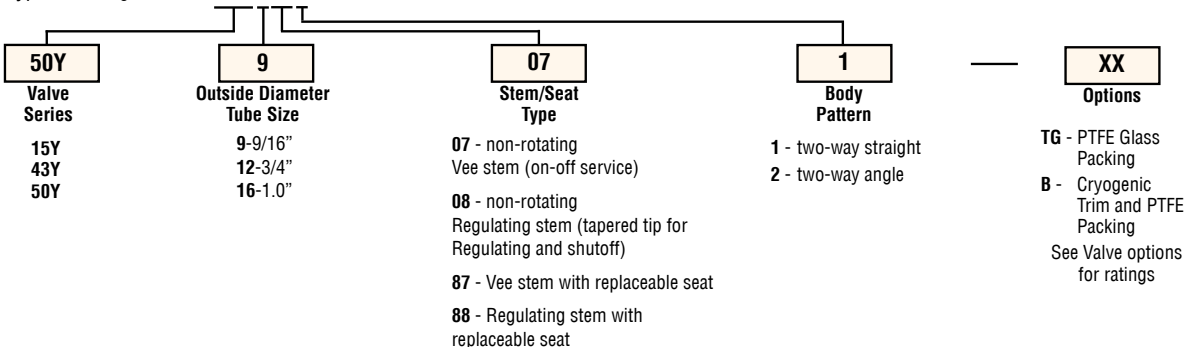 50Y
9
07
1
XX
Valve
Series
Outside Diameter
Tube Size
Stem/Seat
Type
Body
Pattern
Options
15Y
43Y
50Y
9-9/16”
12-3/4”
16-1.0”
07 - non-rotating
Vee stem (on-off service)
08 - non-rotating
Regulating stem (tapered tip for
Regulating and shutoff)
87 - Vee stem with replaceable seat
88 - Regulating stem with
replaceable seat
1 - two-way straight
2 - two-way angle
TG - PTFE Glass
Packing
B - Cryogenic
Trim and PTFE
Packing
See Valve options
for ratings